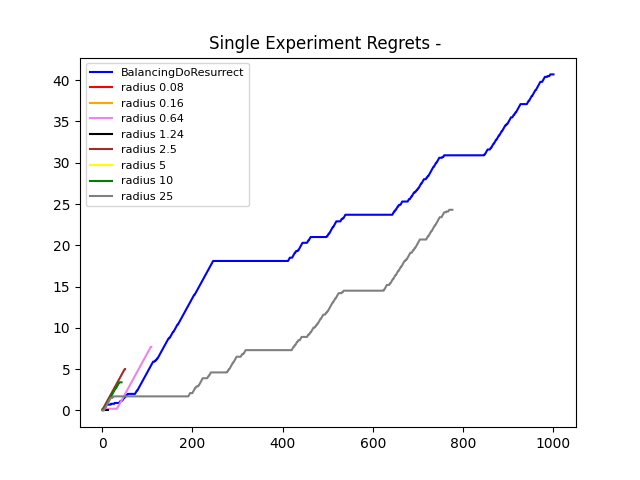 Single Experiment Regrets -
BalancingDoResurrect
radius 0.08
radius 0.16
radius 0.64
radius 1.24
radius 2.5
radius 5
radius 10
radius 25
40
35
30
25
20
15
10
5
0
0 200 400 600 800 1000